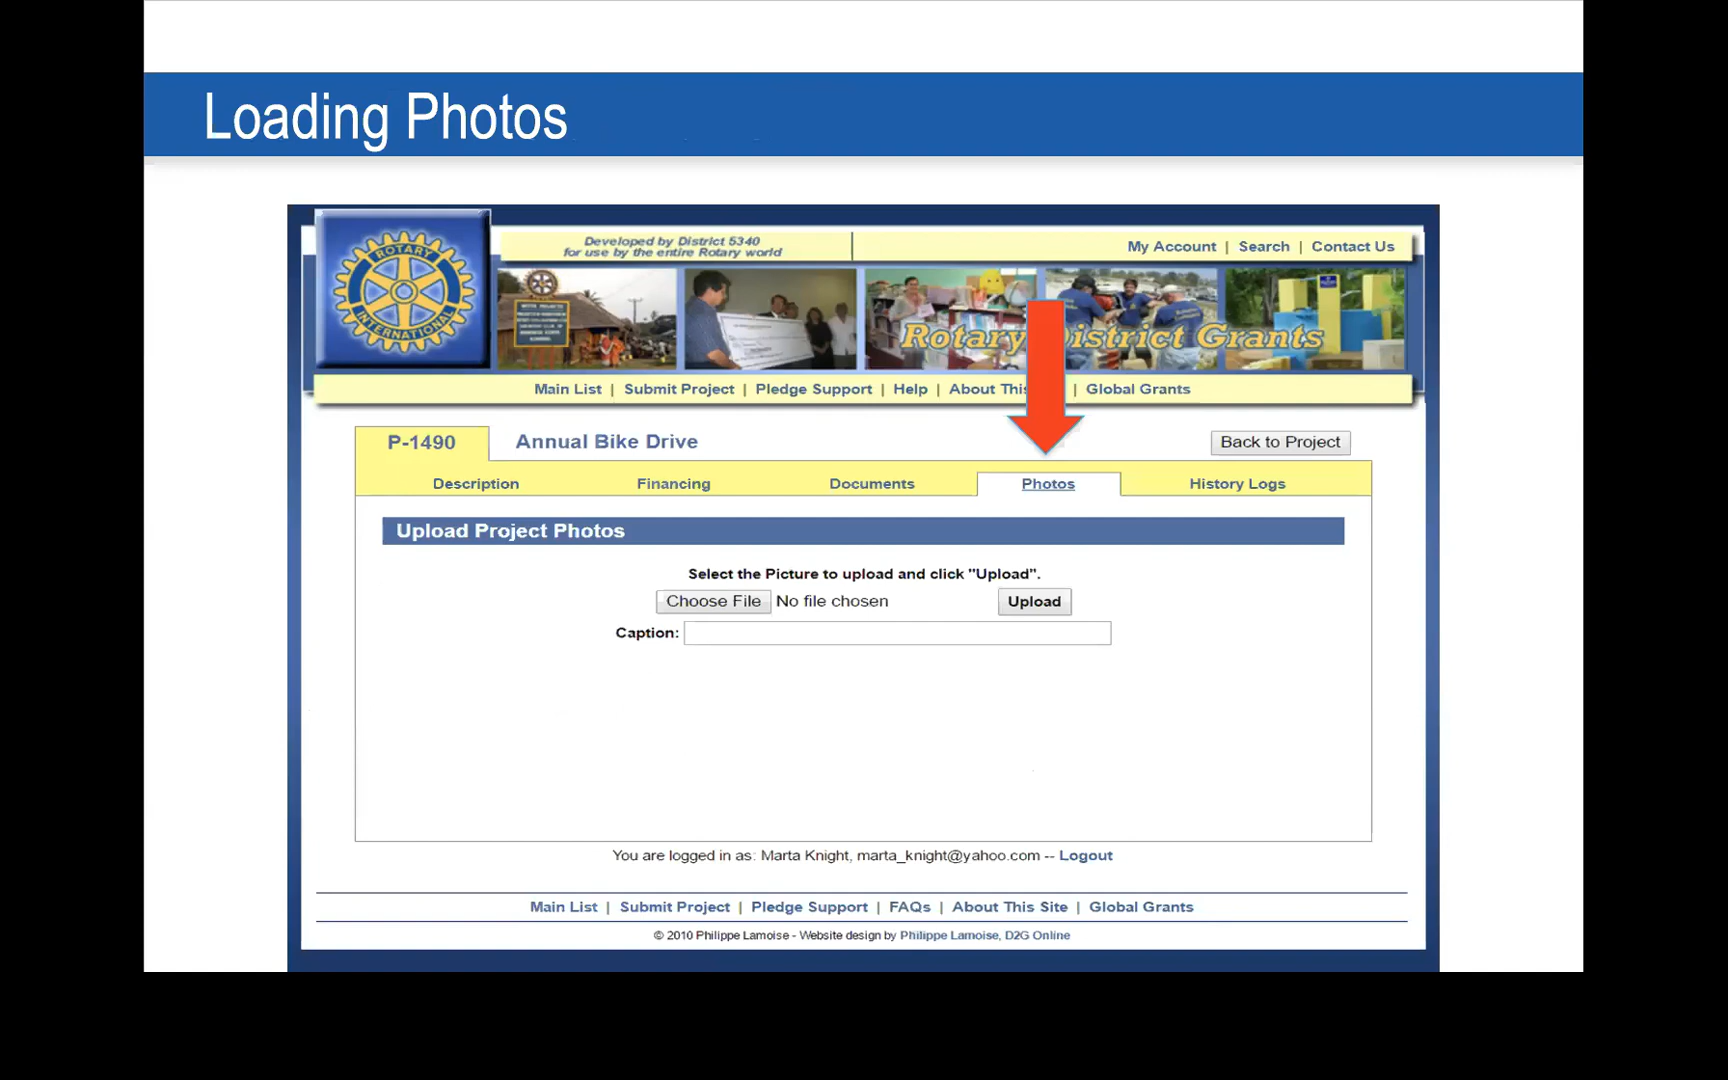 Loading Photos
ROTARY
INTERNATIONAL
Developed by District 5340
for use by the entire Rotary world
My Account | Search | Contact Us
Rotary District Grants
Main List | Submit Project | Pledge Support | Help | About This | Global Grants
P-1490 Annual Bike Drive Back to Project
Description Financing Documents Photos History Logs
Upload Project Photos
Select the Picture to upload and click "Upload".
Choose File No file chosen Upload
Caption:
You are logged in as: Marta Knight, marta_knight@yahoo.com -- Logout
Main List | Submit Project | Pledge Support | FAQs | About This Site | Global Grants
© 2010 Philippe Lamoise - Website design by Philippe Lamoise, D2G Online